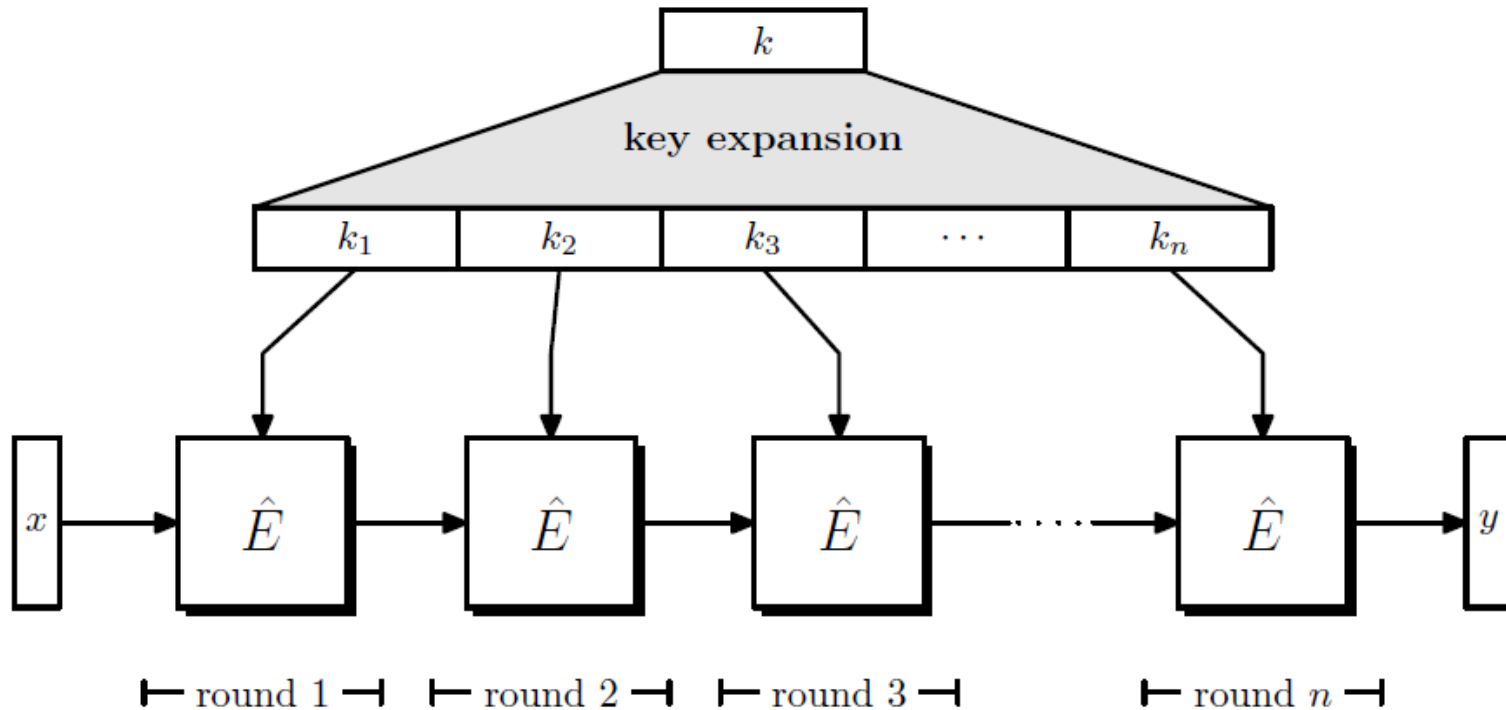 k
key expansion
k₁ k₂ k₃ ··· kₙ
x Ê Ê Ê ····· Ê y
round 1 round 2 round 3 round n